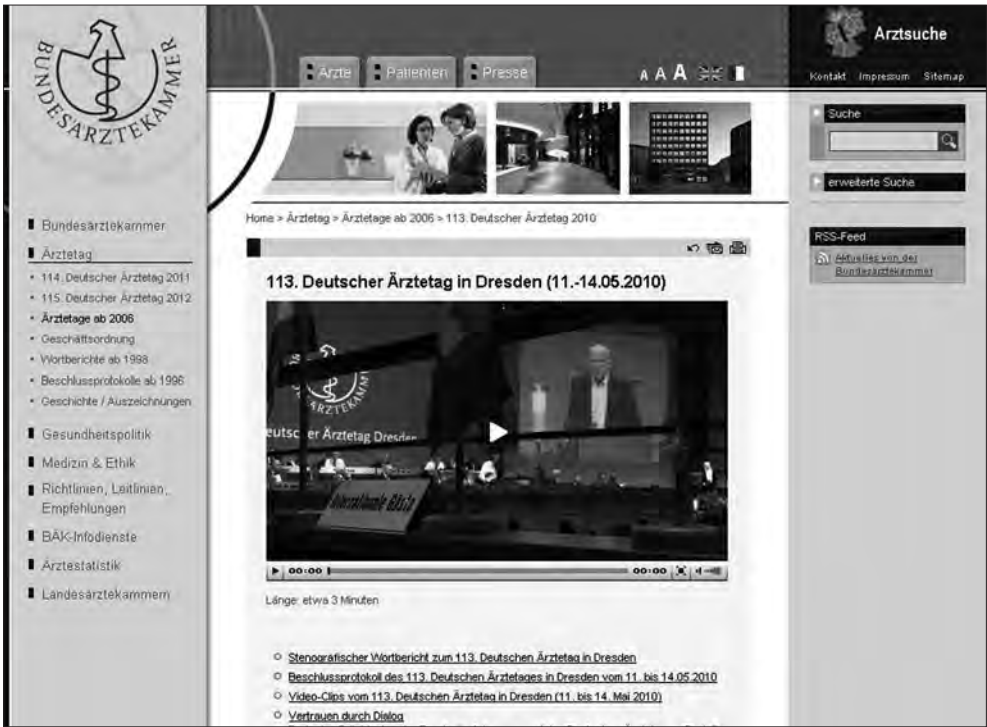 BUNDESÄRZTEKAMMER
Ärzte
Patienten
Presse
A A A
Arztsuche
Kontakt Impressum Sitemap
Suche
erweiterte Suche
RSS-Feed
Aktuelles von der
Bundesärztekammer
Bundesärztekammer
Ärztetag
114. Deutscher Ärztetag 2011
115. Deutscher Ärztetag 2012
Ärztetage ab 2006
Geschäftsordnung
Wortberichte ab 1998
Beschlussprotokolle ab 1996
Geschichte / Auszeichnungen
Gesundheitspolitik
Medizin & Ethik
Richtlinien, Leitlinien,
Empfehlungen
BÄK-Infodienste
Ärztestatistik
Landesärztekammern
Home > Ärztetag > Ärztetage ab 2006 > 113. Deutscher Ärztetag 2010
113. Deutscher Ärztetag in Dresden (11.-14.05.2010)
ÄRZTEK
eutscher Ärztetag Dresden
Internationale Gäste
00:00
00:00
Länge: etwa 3 Minuten
Stenografischer Wortbericht zum 113. Deutschen Ärztetag in Dresden
Beschlussprotokoll des 113. Deutschen Ärztetages in Dresden vom 11. bis 14.05.2010
Video-Clips vom 113. Deutschen Ärztetag in Dresden (11. bis 14. Mai 2010)
Vertrauen durch Dialog